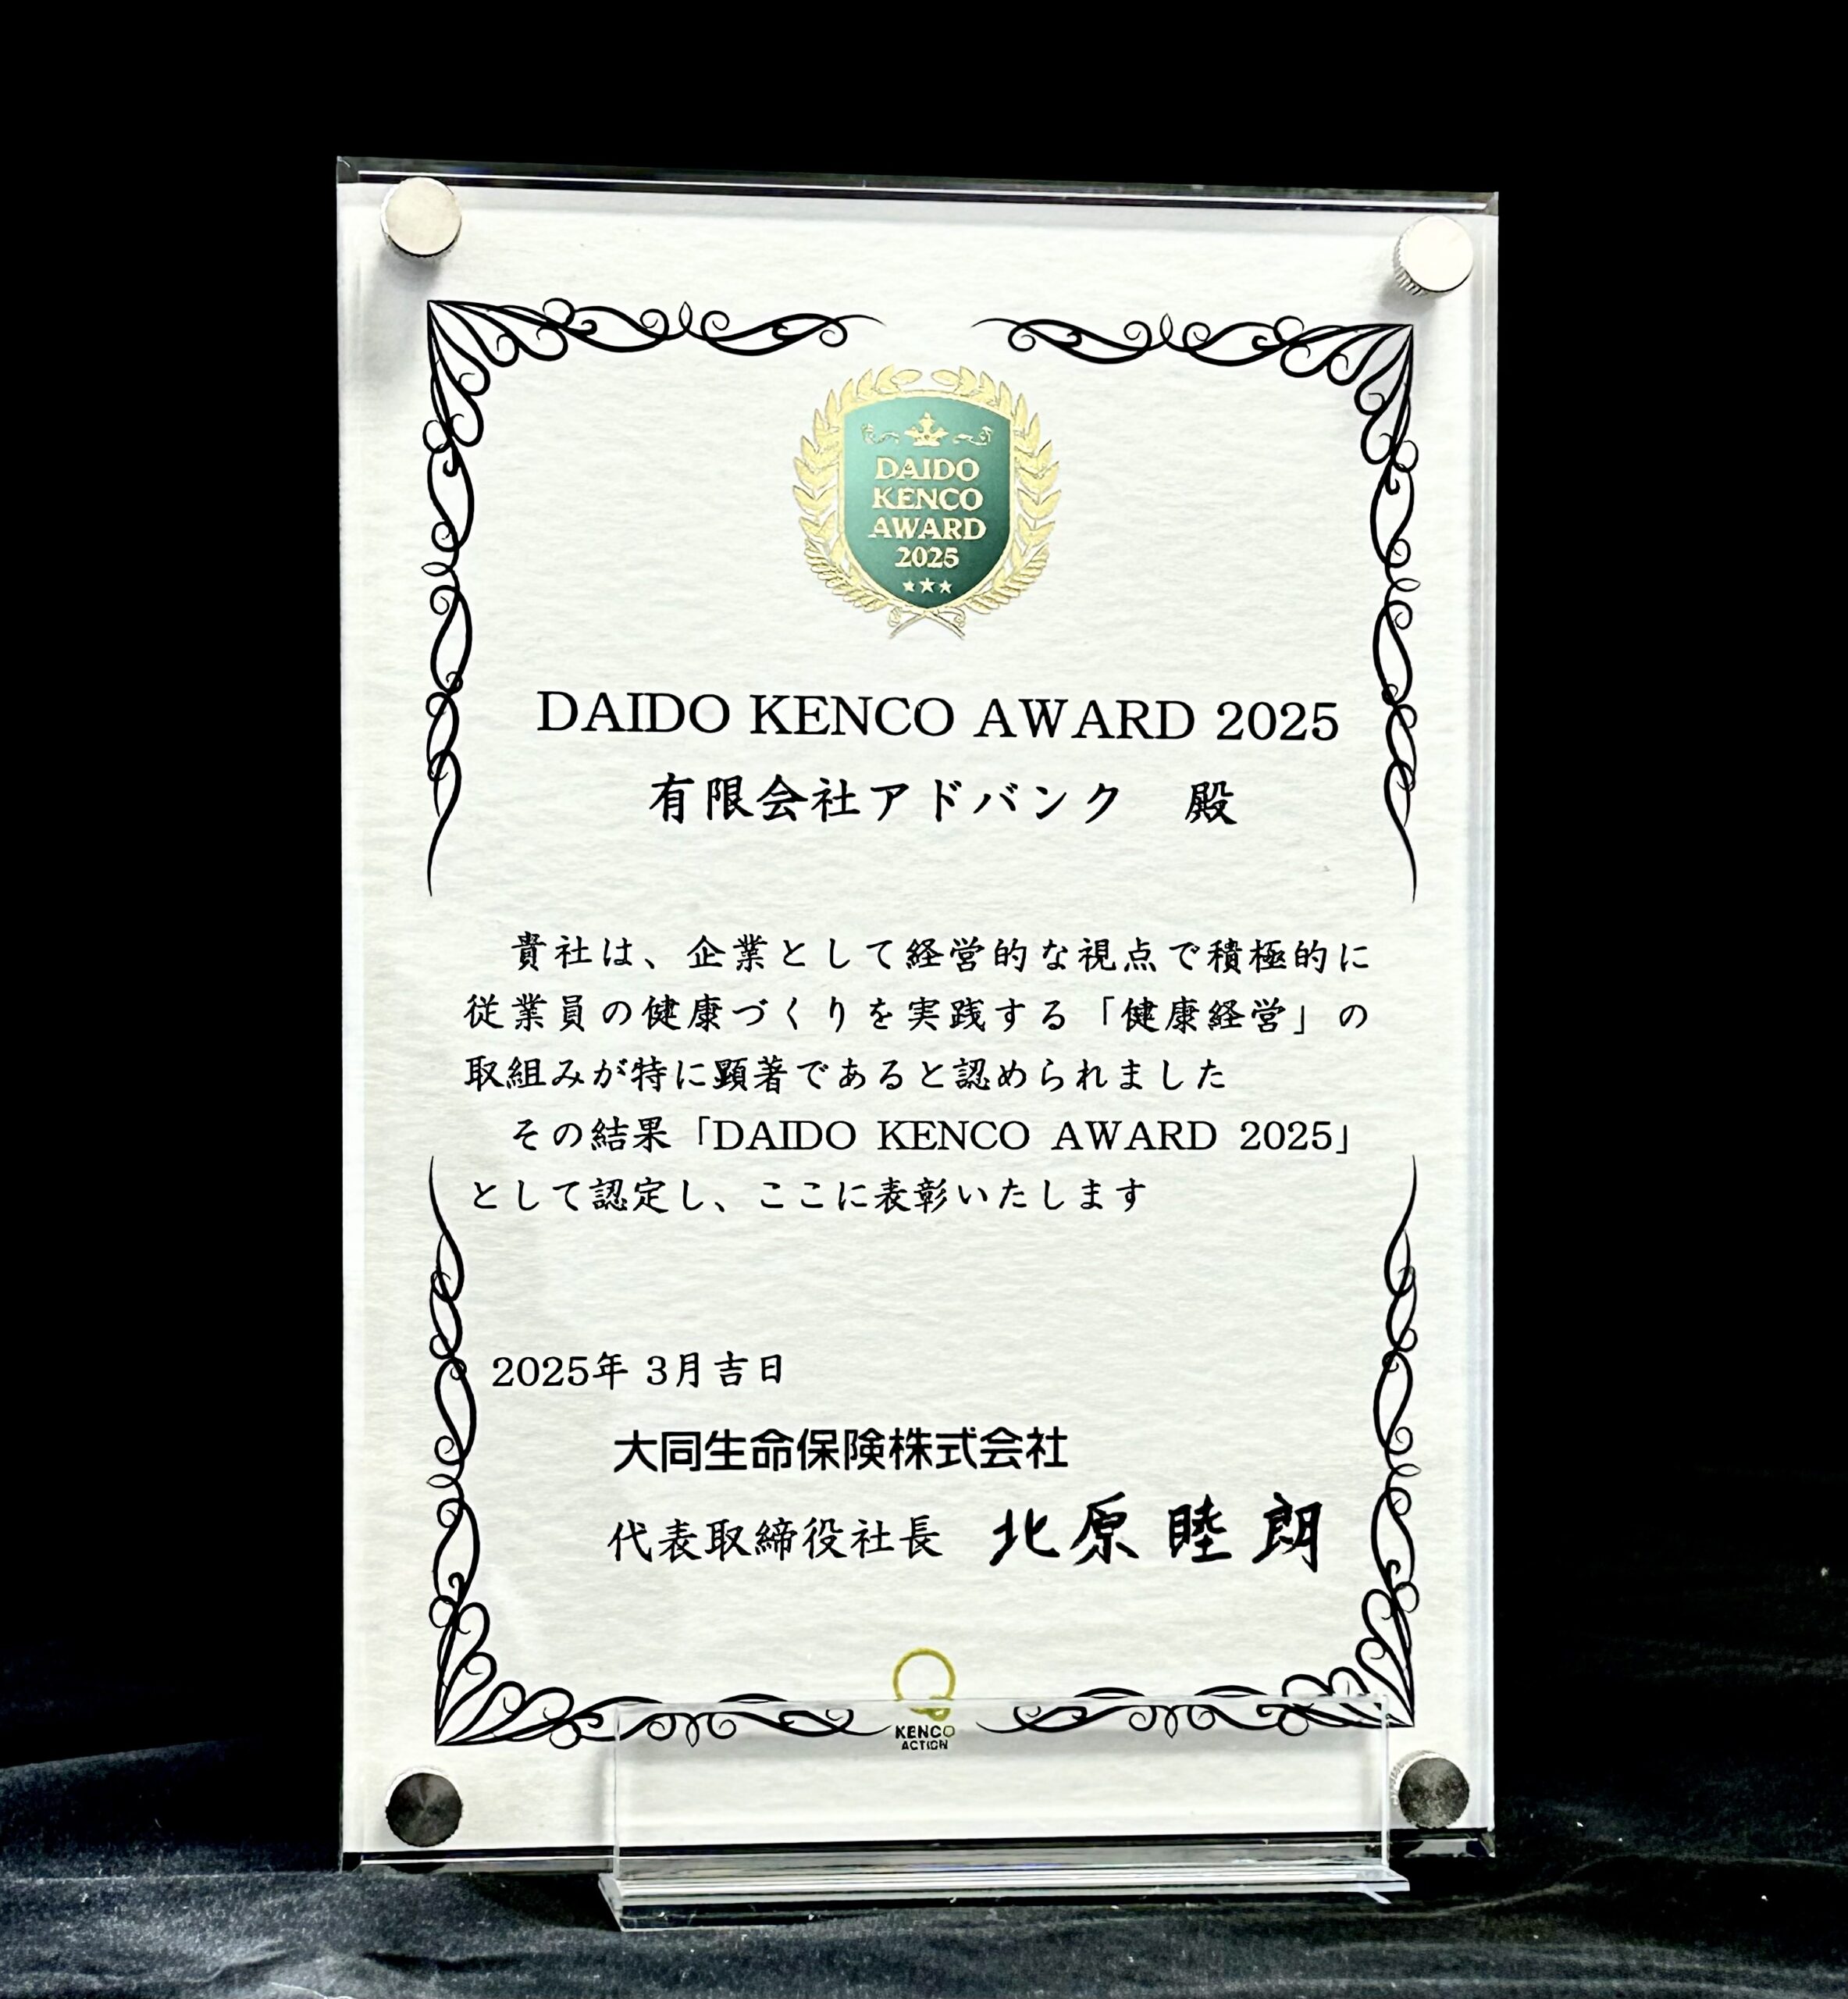 DAIDO
KENCO
AWARD
2025
DAIDO KENCO AWARD 2025
有限会社アドバンク　殿
貴社は、企業として経営的な視点で積極的に
従業員の健康づくりを実践する「健康経営」の
取組みが特に顕著であると認められました
その結果「DAIDO KENCO AWARD 2025」
として認定し、ここに表彰いたします
2025年 3月吉日
大同生命保険株式会社
代表取締役社長 北原睦朗
KENCO
ACTION